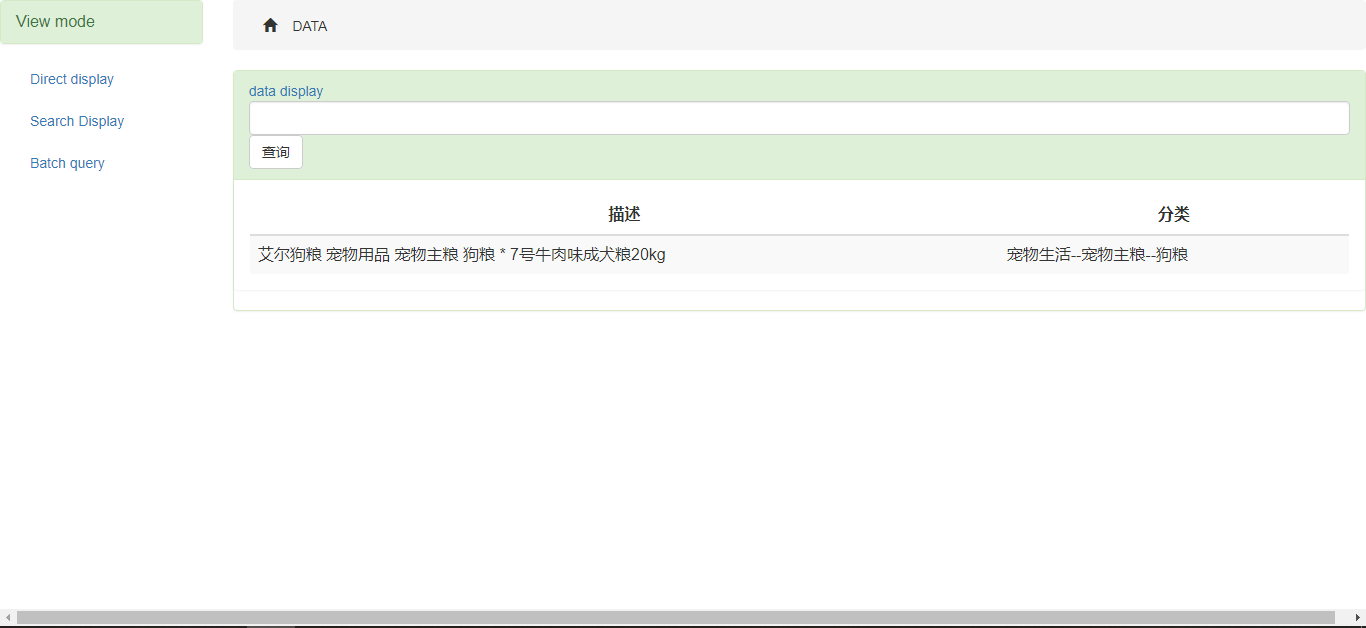 View mode
Direct display
Search Display
Batch query
DATA
data display
查询
描述 分类
艾尔狗粮 宠物用品 宠物主粮 狗粮 * 7号牛肉味成犬粮20kg 宠物生活--宠物主粮--狗粮